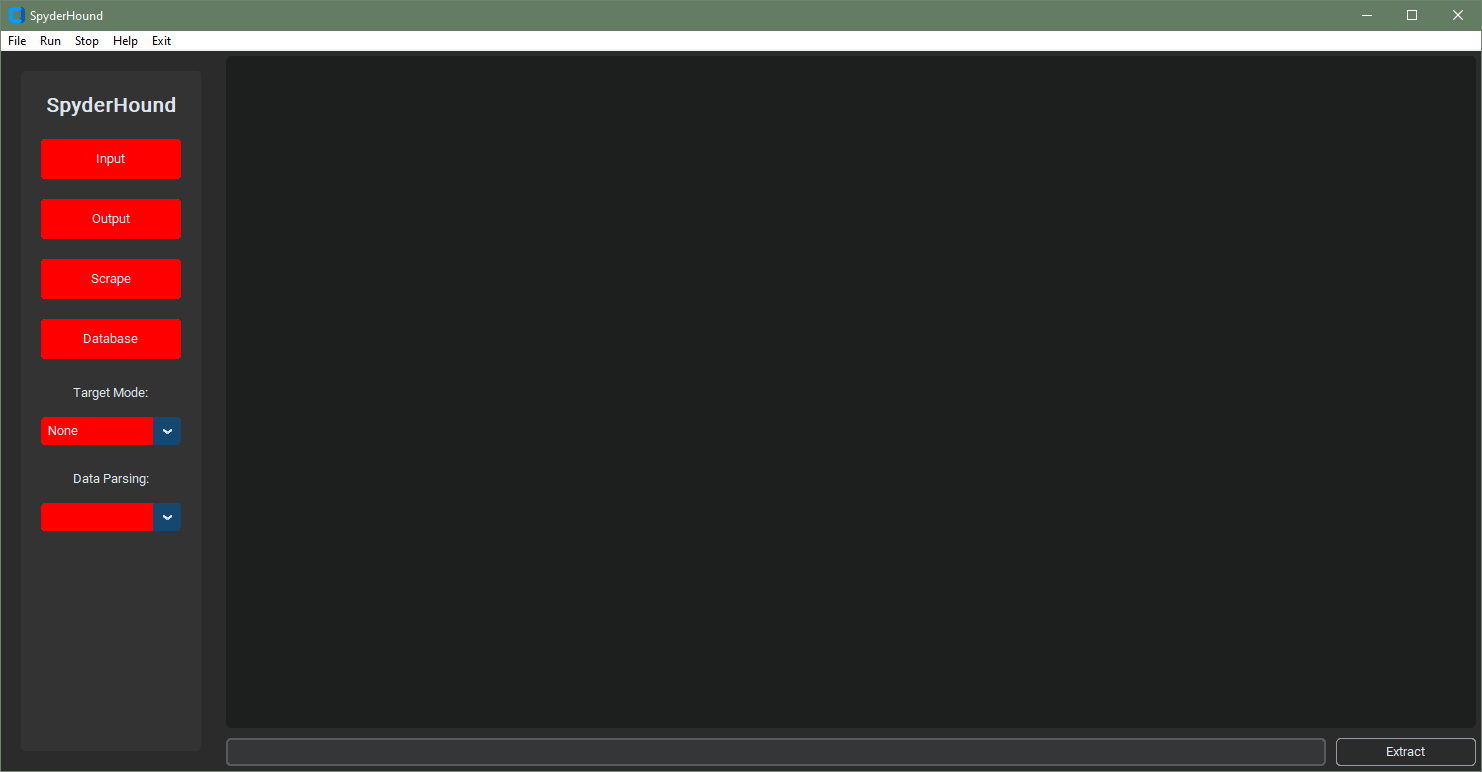 SpyderHound
File Run Stop Help Exit
SpyderHound
Input
Output
Scrape
Database
Target Mode:
None
Data Parsing:
Extract